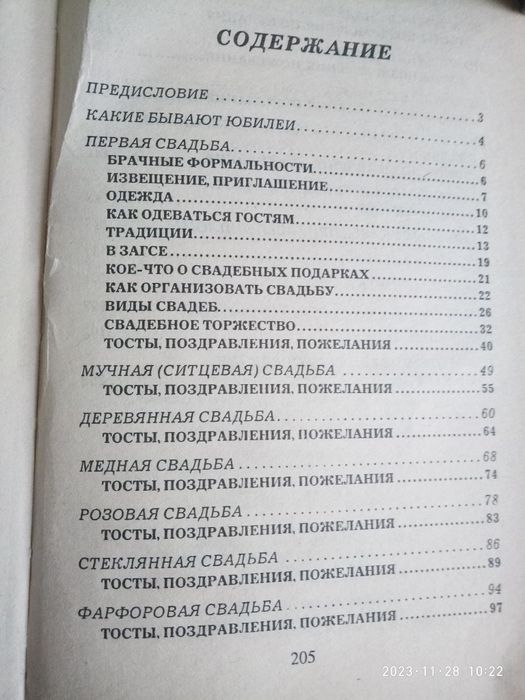 СОДЕРЖАНИЕ
ПРЕДИСЛОВИЕ 3
КАКИЕ БЫВАЮТ ЮБИЛЕИ 4
ПЕРВАЯ СВАДЬБА 6
БРАЧНЫЕ ФОРМАЛЬНОСТИ 6
ИЗВЕЩЕНИЕ, ПРИГЛАШЕНИЕ 7
ОДЕЖДА 10
КАК ОДЕВАТЬСЯ ГОСТЯМ 12
ТРАДИЦИИ 13
В ЗАГСЕ 19
КОЕ-ЧТО О СВАДЕБНЫХ ПОДАРКАХ 21
КАК ОРГАНИЗОВАТЬ СВАДЬБУ 22
ВИДЫ СВАДЕБ 26
СВАДЕБНОЕ ТОРЖЕСТВО 32
ТОСТЫ, ПОЗДРАВЛЕНИЯ, ПОЖЕЛАНИЯ 40
МУЧНАЯ (СИТЦЕВАЯ) СВАДЬБА 49
ТОСТЫ, ПОЗДРАВЛЕНИЯ, ПОЖЕЛАНИЯ 55
ДЕРЕВЯННАЯ СВАДЬБА 60
ТОСТЫ, ПОЗДРАВЛЕНИЯ, ПОЖЕЛАНИЯ 64
МЕДНАЯ СВАДЬБА 68
ТОСТЫ, ПОЗДРАВЛЕНИЯ, ПОЖЕЛАНИЯ 74
РОЗОВАЯ СВАДЬБА 78
ТОСТЫ, ПОЗДРАВЛЕНИЯ, ПОЖЕЛАНИЯ 83
СТЕКЛЯННАЯ СВАДЬБА 86
ТОСТЫ, ПОЗДРАВЛЕНИЯ, ПОЖЕЛАНИЯ 89
ФАРФОРОВАЯ СВАДЬБА 94
ТОСТЫ, ПОЗДРАВЛЕНИЯ, ПОЖЕЛАНИЯ 97
205
2023-11-28 10:22